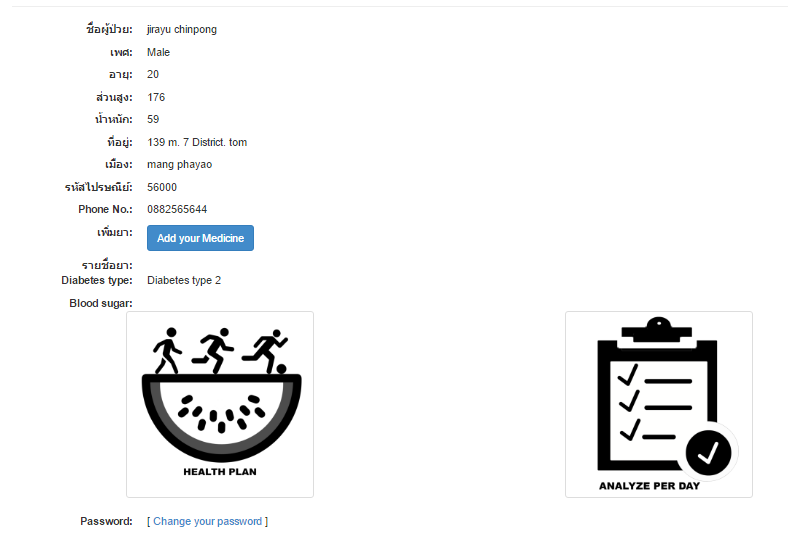 ชื่อผู้ป่วย: jirayu chinpong
เพศ: Male
อายุ: 20
ส่วนสูง: 176
น้ำหนัก: 59
ที่อยู่: 139 m. 7 District. tom
เมือง: mang phayao
รหัสไปรษณีย์: 56000
Phone No.: 0882565644
เพิ่มยา: Add your Medicine
รายชื่อยา:
Diabetes type: Diabetes type 2
Blood sugar:
HEALTH PLAN
ANALYZE PER DAY
Password: [ Change your password ]